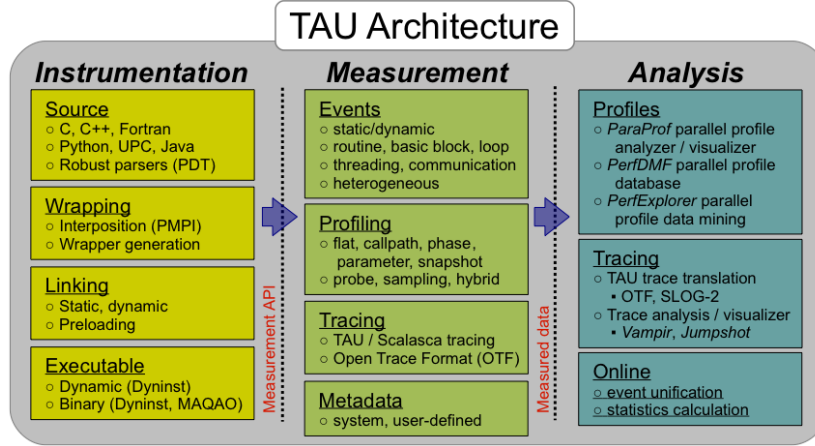 TAU Architecture
Instrumentation
Source
○ C, C++, Fortran
○ Python, UPC, Java
○ Robust parsers (PDT)
Wrapping
○ Interposition (PMPI)
○ Wrapper generation
Linking
○ Static, dynamic
○ Preloading
Executable
○ Dynamic (Dyninst)
○ Binary (Dyninst, MAQAO)
Measurement API
Measurement
Events
○ static/dynamic
○ routine, basic block, loop
○ threading, communication
○ heterogeneous
Profiling
○ flat, callpath, phase,
parameter, snapshot
○ probe, sampling, hybrid
Tracing
○ TAU / Scalasca tracing
○ Open Trace Format (OTF)
Metadata
○ system, user-defined
Measured data
Analysis
Profiles
○ ParaProf parallel profile
analyzer / visualizer
○ PerfDMF parallel profile
database
○ PerfExplorer parallel
profile data mining
Tracing
○ TAU trace translation
▪ OTF, SLOG-2
○ Trace analysis / visualizer
▪ Vampir, Jumpshot
Online
○ event unification
○ statistics calculation